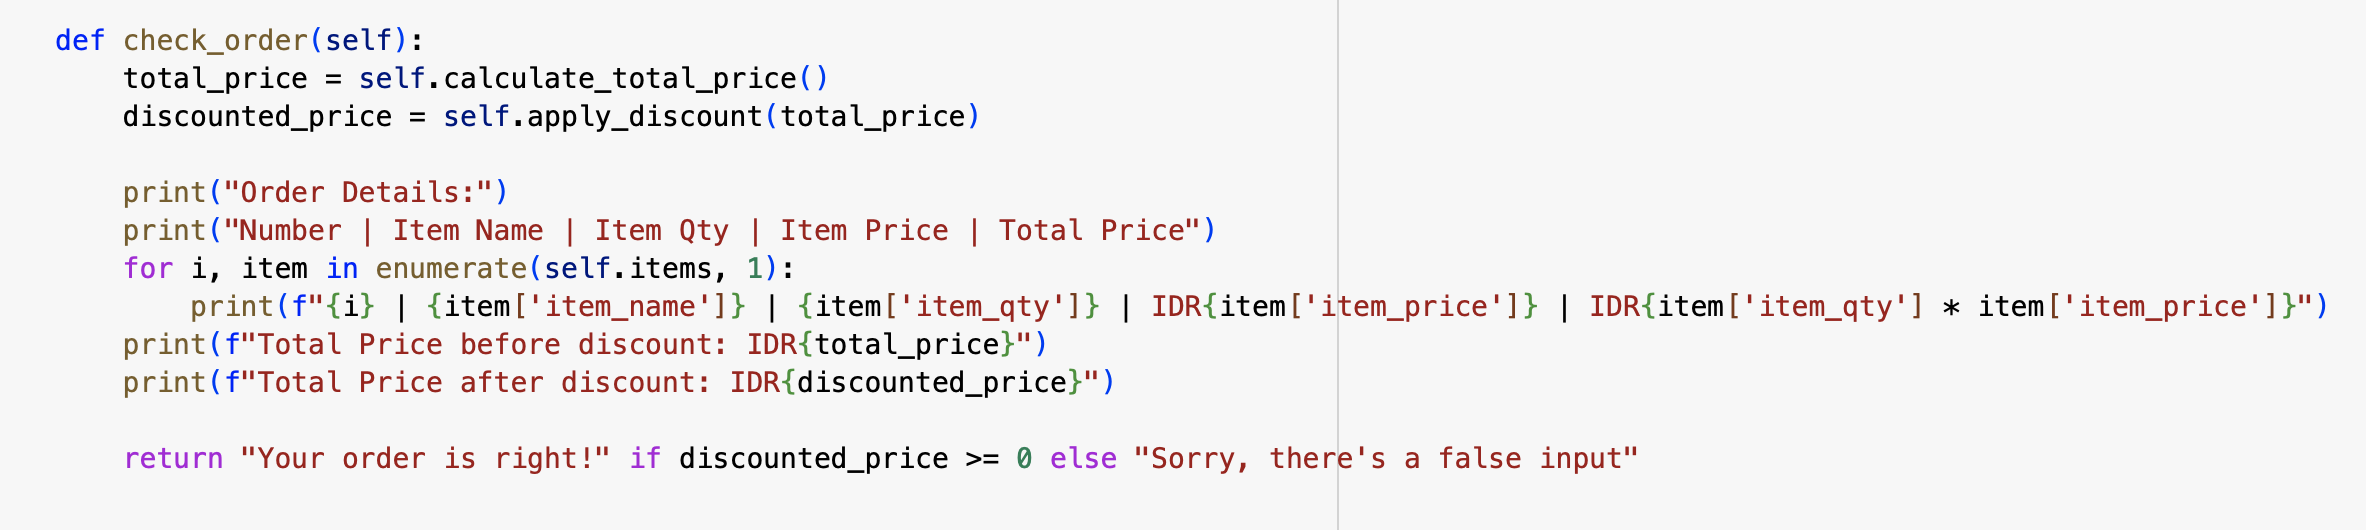 def check_order(self):
total_price = self.calculate_total_price()
discounted_price = self.apply_discount(total_price)
print("Order Details:")
print("Number | Item Name | Item Qty | Item Price | Total Price")
for i, item in enumerate(self.items, 1):
print(f"{i} | {item['item_name']} | {item['item_qty']} | IDR{item['item_price']} | IDR{item['item_qty'] * item['item_price']}")
print(f"Total Price before discount: IDR{total_price}")
print(f"Total Price after discount: IDR{discounted_price}")
return "Your order is right!" if discounted_price >= 0 else "Sorry, there's a false input"